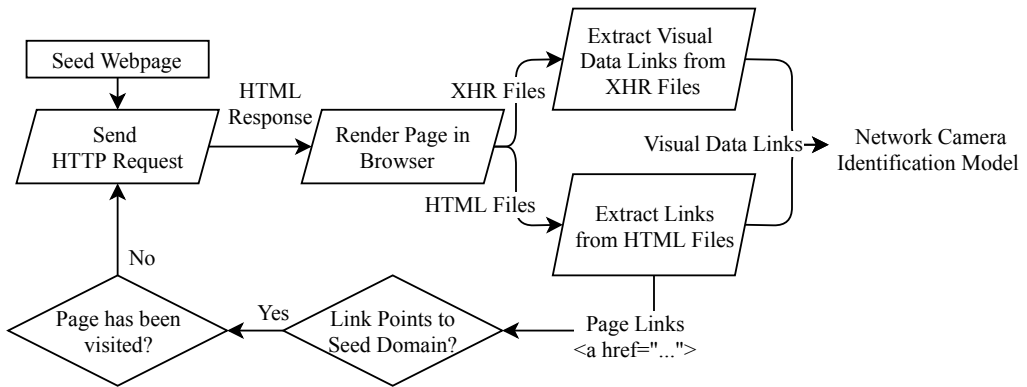 Seed Webpage
Send
HTTP Request
HTML
Response
Render Page in
Browser
XHR Files
HTML Files
Extract Visual
Data Links from
XHR Files
Extract Links
from HTML Files
Visual Data Links
Network Camera
Identification Model
Page Links
<a href="...">
Link Points to
Seed Domain?
Yes
Page has been
visited?
No